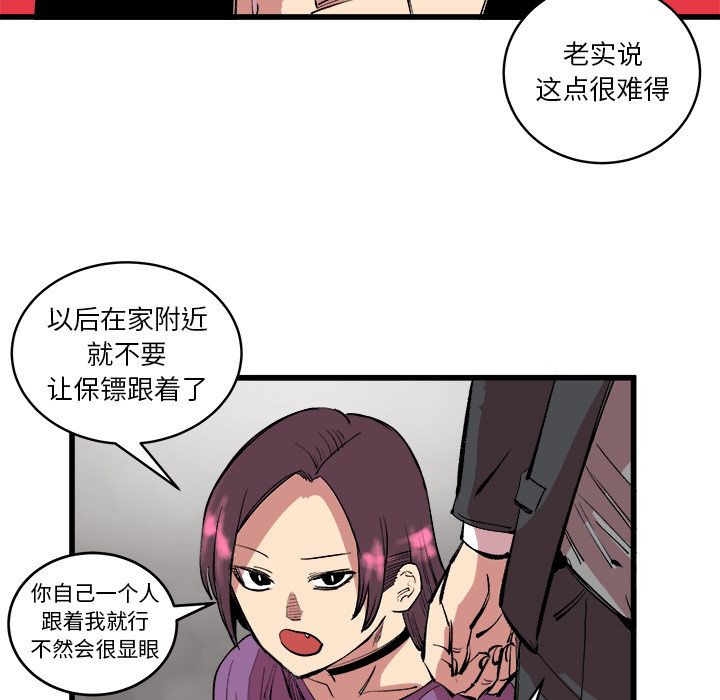 老实说
这点很难得
以后在家附近
就不要
让保镖跟着了
你自己一个人
跟着我就行
不然会很显眼